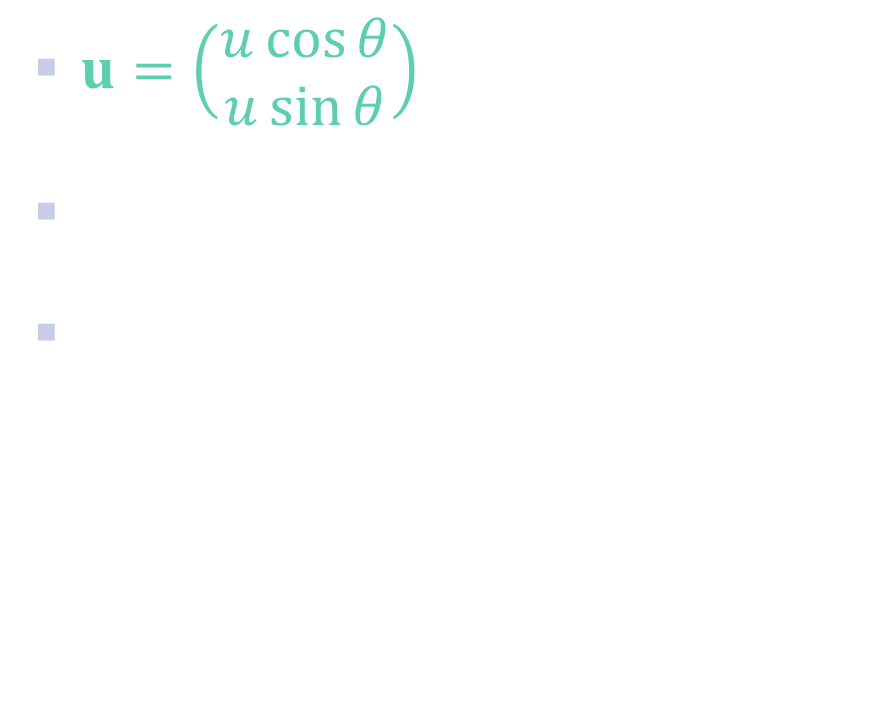 ▪ 𝐮 = (𝑢 cos 𝜃
𝑢 sin 𝜃)
▪
▪